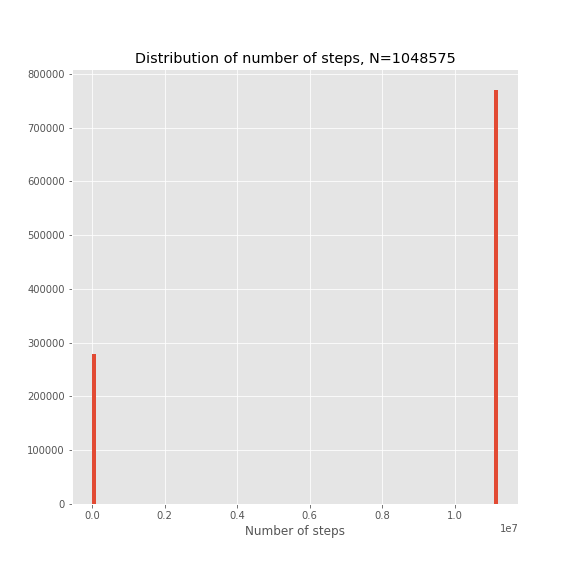 Distribution of number of steps, N=1048575
800000
700000
600000
500000
400000
300000
200000
100000
0
0.0 0.2 0.4 0.6 0.8 1.0
1e7
Number of steps